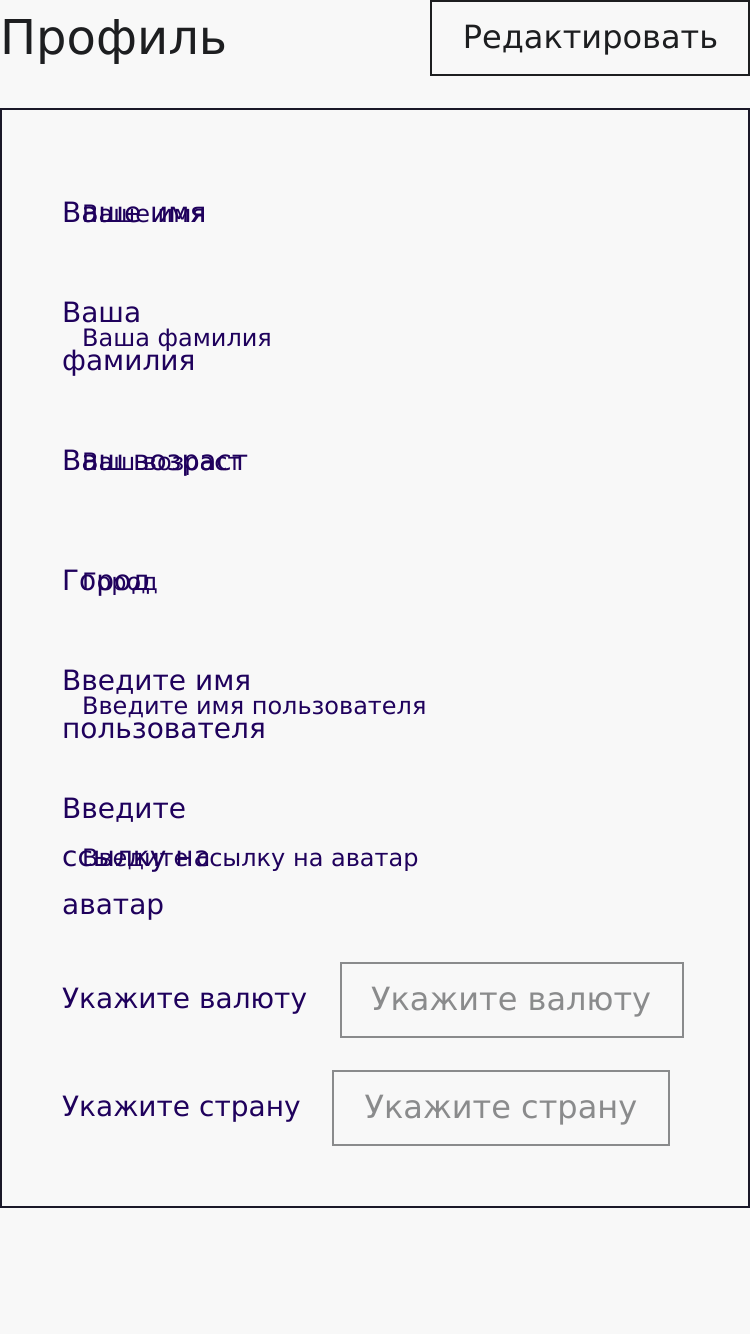 Профиль
Редактировать
Ваше имя
Ваше имя
Ваша
Ваша фамилия
фамилия
Ваш возраст
Ваш возраст
Город
Город
Введите имя
Введите имя пользователя
пользователя
Введите
ссылку на
Введите ссылку на аватар
аватар
Укажите валюту
Укажите валюту
Укажите страну
Укажите страну